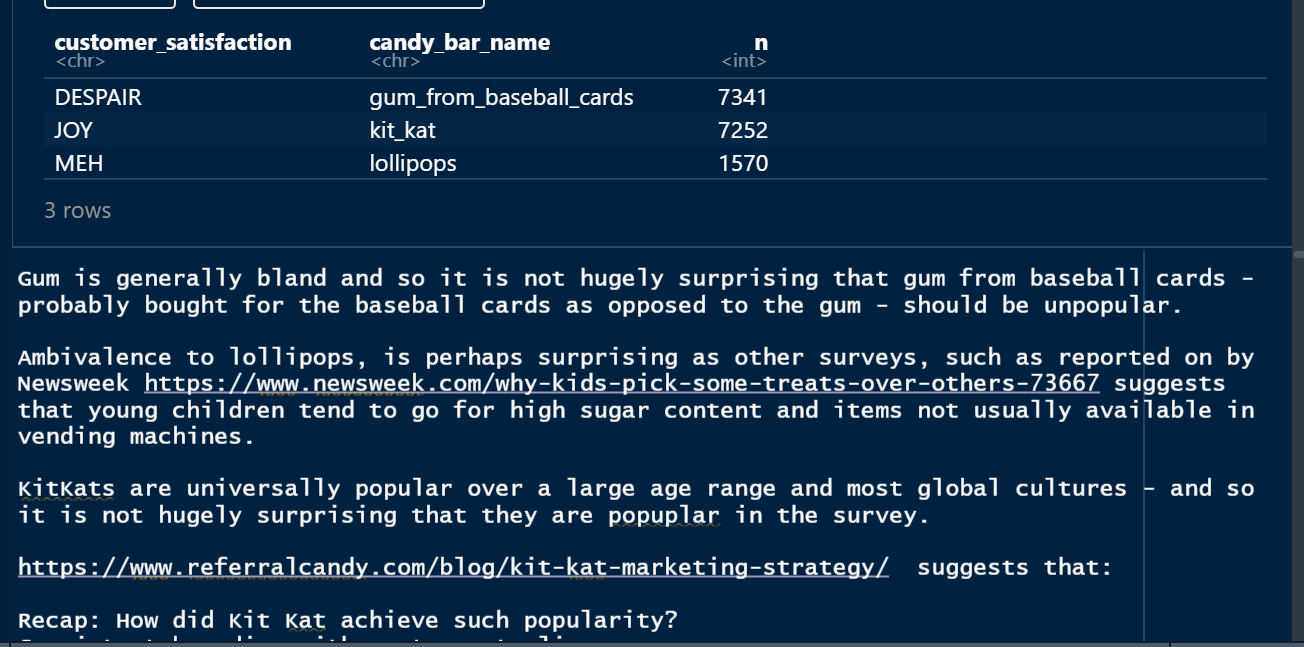 customer_satisfaction candy_bar_name n
<chr> <chr> <int>
DESPAIR gum_from_baseball_cards 7341
JOY kit_kat 7252
MEH lollipops 1570
3 rows
Gum is generally bland and so it is not hugely surprising that gum from baseball cards -
probably bought for the baseball cards as opposed to the gum - should be unpopular.
Ambivalence to lollipops, is perhaps surprising as other surveys, such as reported on by
Newsweek https://www.newsweek.com/why-kids-pick-some-treats-over-others-73667 suggests
that young children tend to go for high sugar content and items not usually available in
vending machines.
KitKats are universally popular over a large age range and most global cultures - and so
it is not hugely surprising that they are popuplar in the survey.
https://www.referralcandy.com/blog/kit-kat-marketing-strategy/  suggests that:
Recap: How did Kit Kat achieve such popularity?